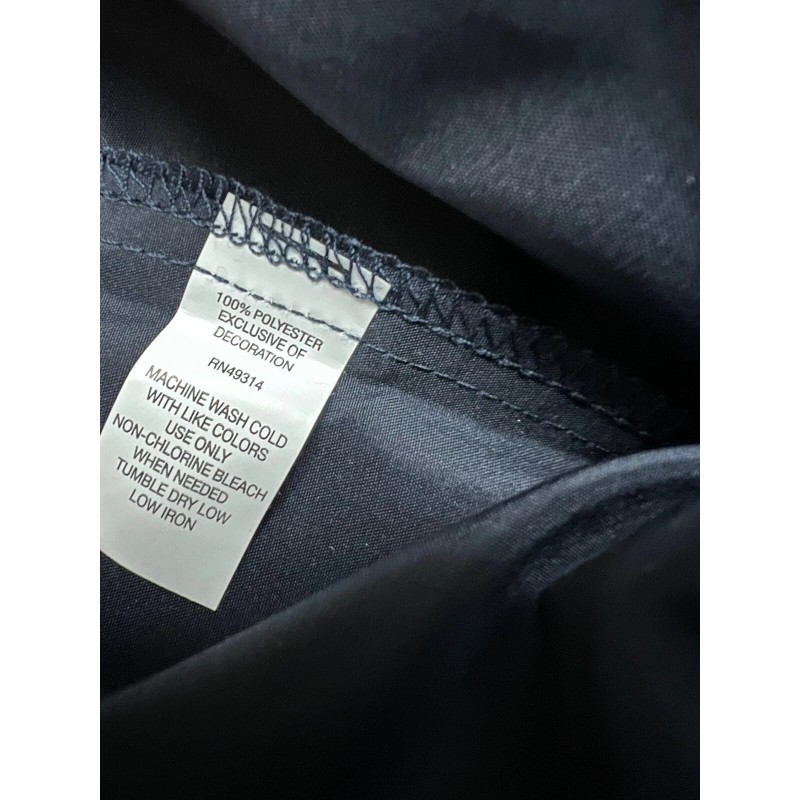 100% POLYESTER
EXCLUSIVE OF
DECORATION
RN49314
MACHINE WASH COLD
WITH LIKE COLORS
USE ONLY
NON-CHLORINE BLEACH
WHEN NEEDED
TUMBLE DRY LOW
LOW IRON